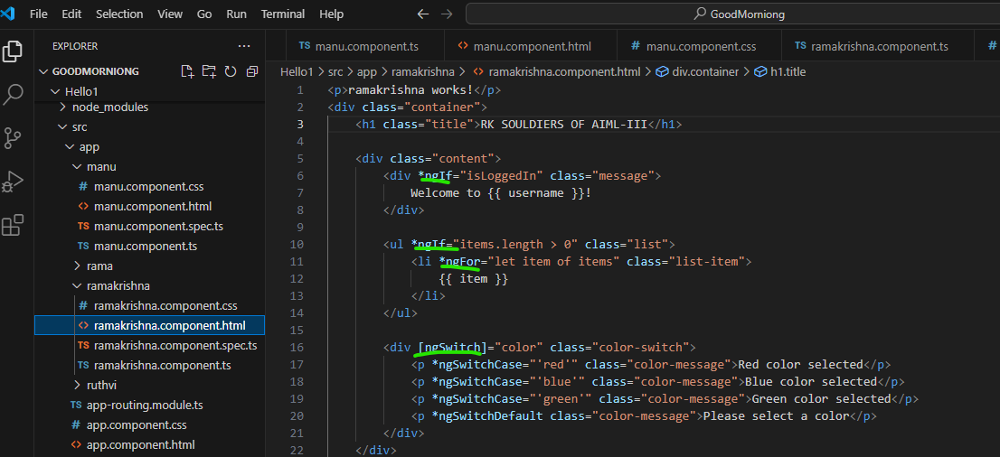 File Edit Selection View Go Run Terminal Help
GoodMorniong
EXPLORER ···
GOODMORNIONG
Hello1
node_modules
src
app
manu
# manu.component.css
<> manu.component.html
TS manu.component.spec.ts
TS manu.component.ts
rama
ramakrishna
# ramakrishna.component.css
<> ramakrishna.component.html
TS ramakrishna.component.spec.ts
TS ramakrishna.component.ts
ruthvi
TS app-routing.module.ts
# app.component.css
<> app.component.html
TS manu.component.ts <> manu.component.html # manu.component.css TS ramakrishna.component.ts #
Hello1 > src > app > ramakrishna > <> ramakrishna.component.html > div.container > h1.title
1 <p>ramakrishna works!</p>
2 <div class="container">
3 <h1 class="title">RK SOULDIERS OF AIML-III</h1>
4
5 <div class="content">
6 <div *ngIf="isLoggedIn" class="message">
7 Welcome to {{ username }}!
8 </div>
9
10 <ul *ngIf="items.length > 0" class="list">
11 <li *ngFor="let item of items" class="list-item">
12 {{ item }}
13 </li>
14 </ul>
15
16 <div [ngSwitch]="color" class="color-switch">
17 <p *ngSwitchCase="'red'" class="color-message">Red color selected</p>
18 <p *ngSwitchCase="'blue'" class="color-message">Blue color selected</p>
19 <p *ngSwitchCase="'green'" class="color-message">Green color selected</p>
20 <p *ngSwitchDefault class="color-message">Please select a color</p>
21 </div>
22 </div>